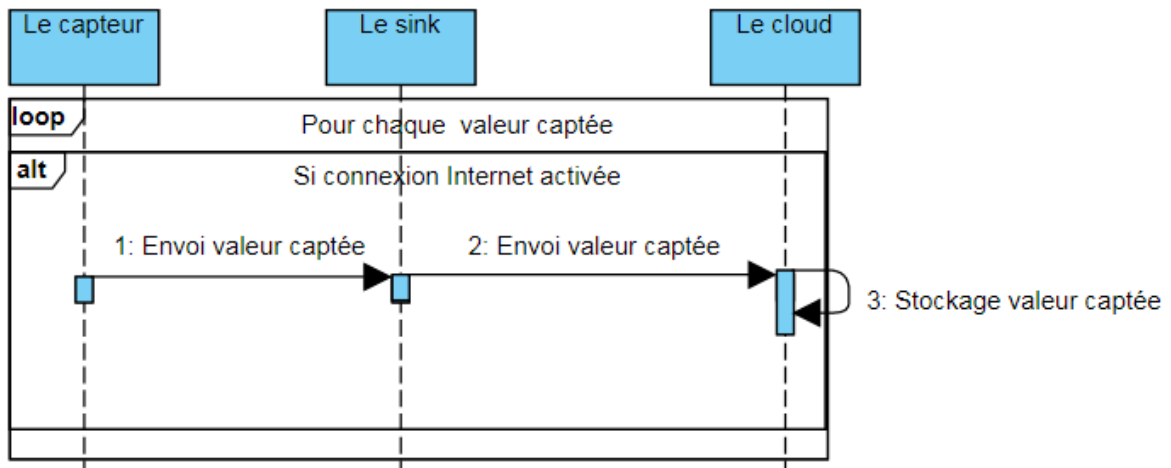 Le capteur
Le sink
Le cloud
loop
Pour chaque valeur captée
alt
Si connexion Internet activée
1: Envoi valeur captée
2: Envoi valeur captée
3: Stockage valeur captée